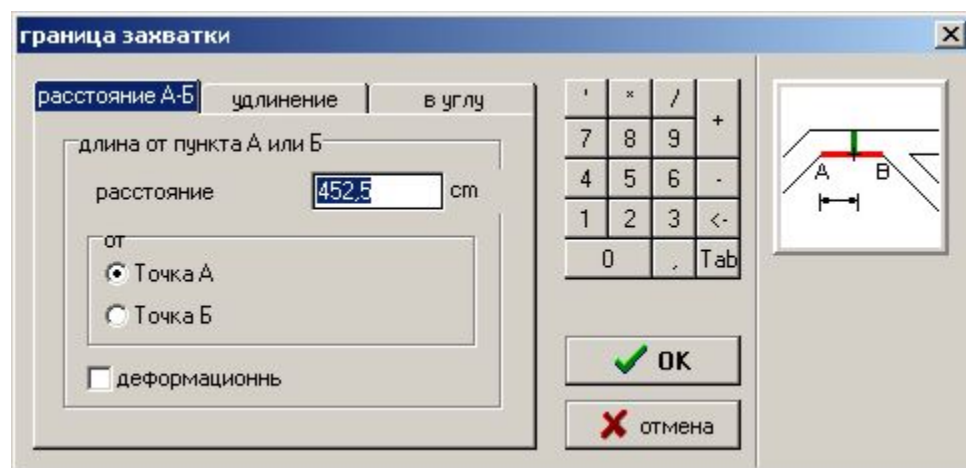 граница захватки
расстояние А-Б удлинение в углу
длина от пункта А или Б
расстояние 452,5 cm
от
Точка А
Точка Б
деформационнь
' * / +
7 8 9
4 5 6 -
1 2 3 <-
0 , Tab
OK
отмена
A B